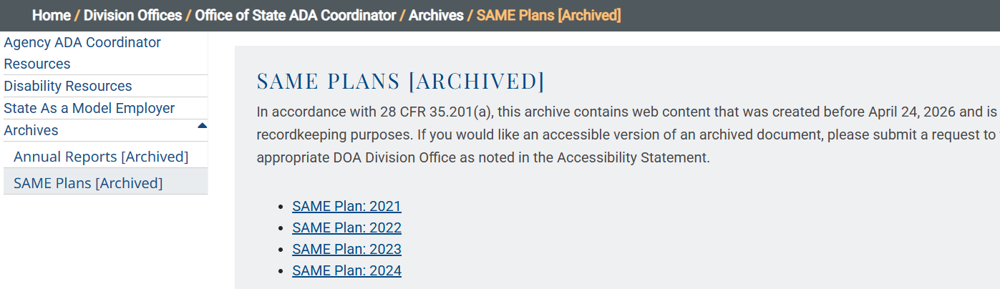 Home / Division Offices / Office of State ADA Coordinator / Archives / SAME Plans [Archived]
Agency ADA Coordinator
Resources
Disability Resources
State As a Model Employer
Archives
Annual Reports [Archived]
SAME Plans [Archived]
SAME PLANS [ARCHIVED]
In accordance with 28 CFR 35.201(a), this archive contains web content that was created before April 24, 2026 and is
recordkeeping purposes. If you would like an accessible version of an archived document, please submit a request to
appropriate DOA Division Office as noted in the Accessibility Statement.
• SAME Plan: 2021
• SAME Plan: 2022
• SAME Plan: 2023
• SAME Plan: 2024